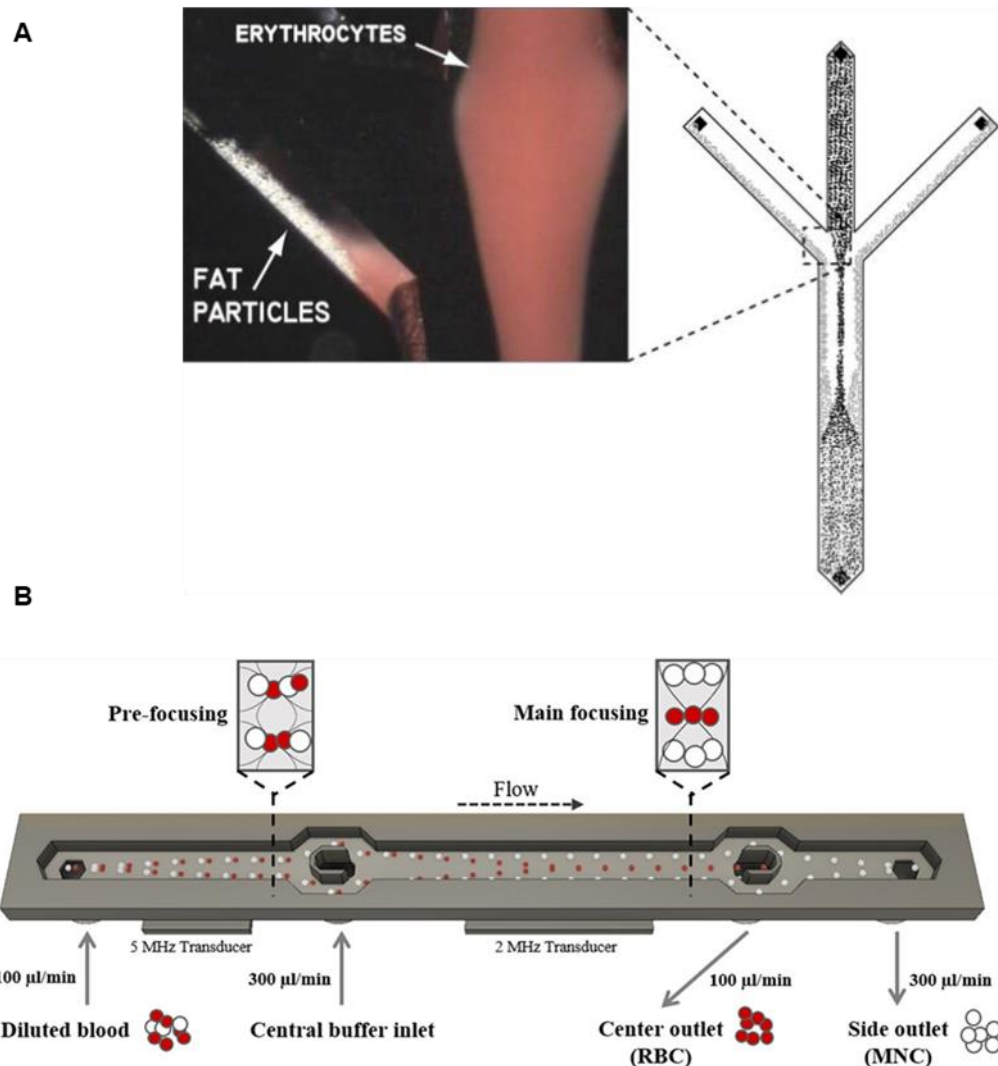 A
ERYTHROCYTES
FAT
PARTICLES
B
Pre-focusing
Main focusing
Flow
5 MHz Transducer
2 MHz Transducer
00 µl/min
300 µl/min
100 µl/min
300 µl/min
Diluted blood
Central buffer inlet
Center outlet
(RBC)
Side outlet
(MNC)